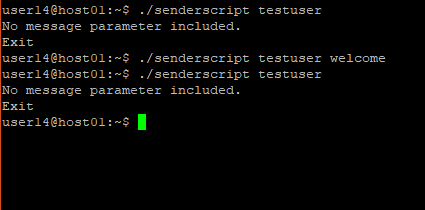 user14@host01:~$ ./senderscript testuser
No message parameter included.
Exit
user14@host01:~$ ./senderscript testuser welcome
user14@host01:~$ ./senderscript testuser
No message parameter included.
Exit
user14@host01:~$